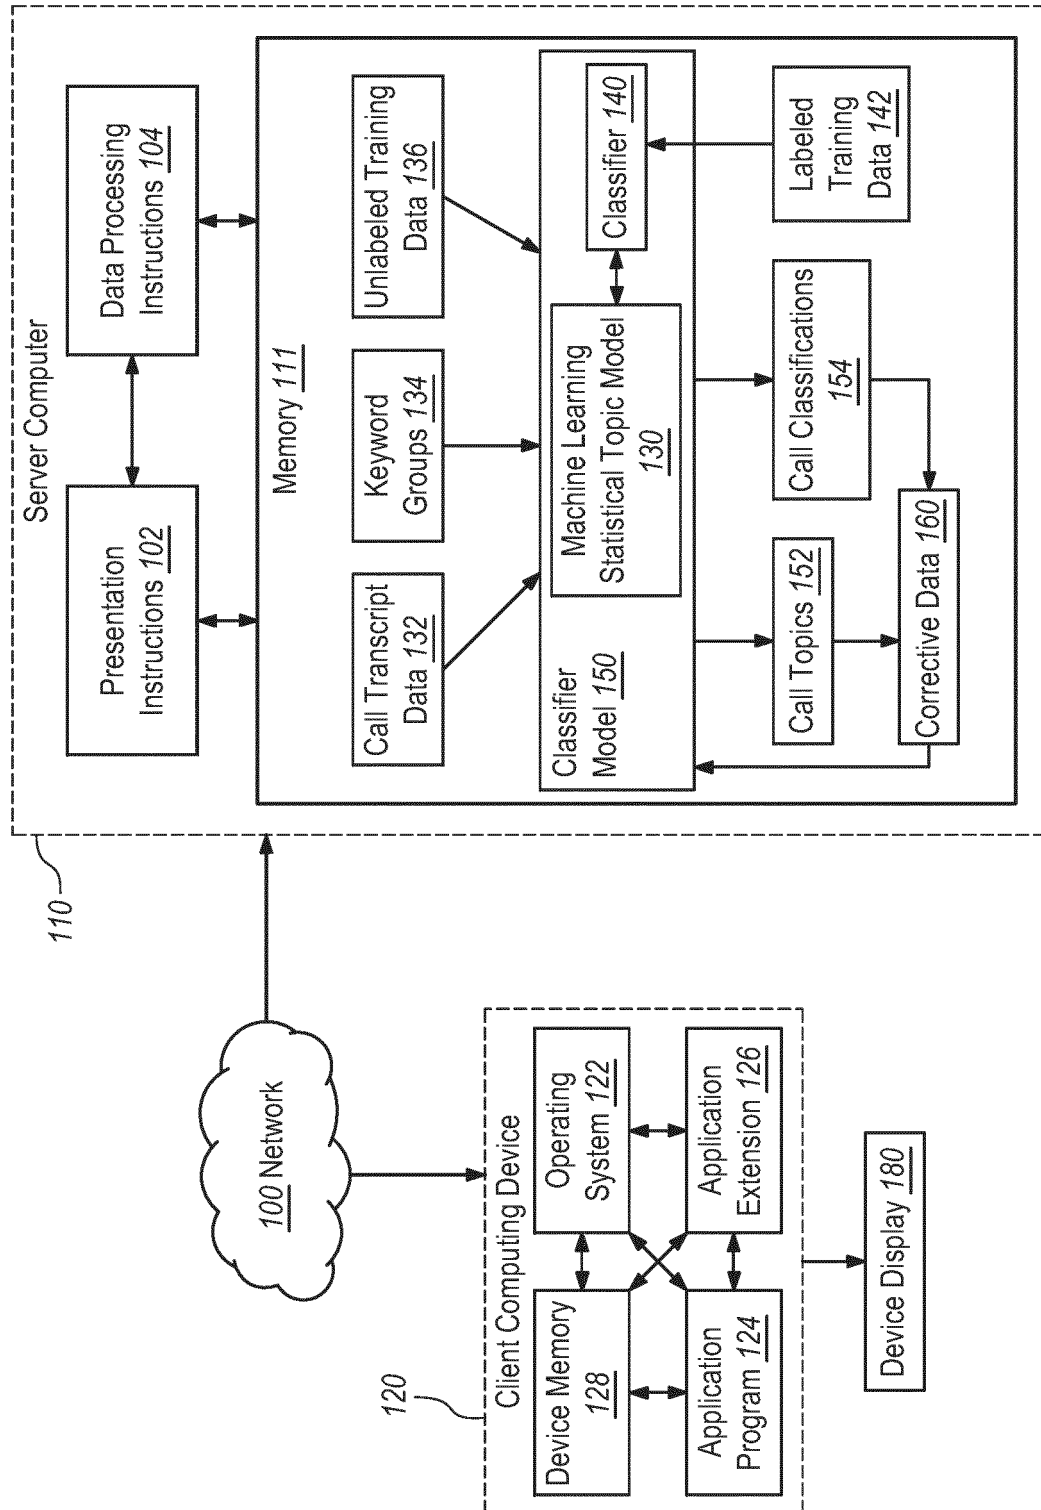 110
Server Computer
Presentation
Instructions 102
Data Processing
Instructions 104
Memory 111
Call Transcript
Data 132
Keyword
Groups 134
Unlabeled Training
Data 136
Classifier
Model 150
Machine Learning
Statistical Topic Model
130
Classifier 140
Call Topics 152
Call Classifications
154
Labeled
Training
Data 142
Corrective Data 160
100 Network
120
Client Computing Device
Device Memory
128
Operating
System 122
Application
Program 124
Application
Extension 126
Device Display 180